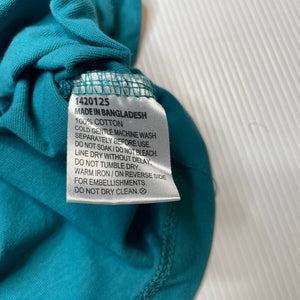 1420125
MADE IN BANGLADESH
100% COTTON
COLD GENTLE MACHINE WASH
SEPARATELY BEFORE USE.
DO NOT SOAK / DO NOT BLEACH.
LINE DRY WITHOUT DELAY.
DO NOT TUMBLE DRY.
WARM IRON / ON REVERSE SIDE
FOR EMBELLISHMENTS.
DO NOT DRY CLEAN.